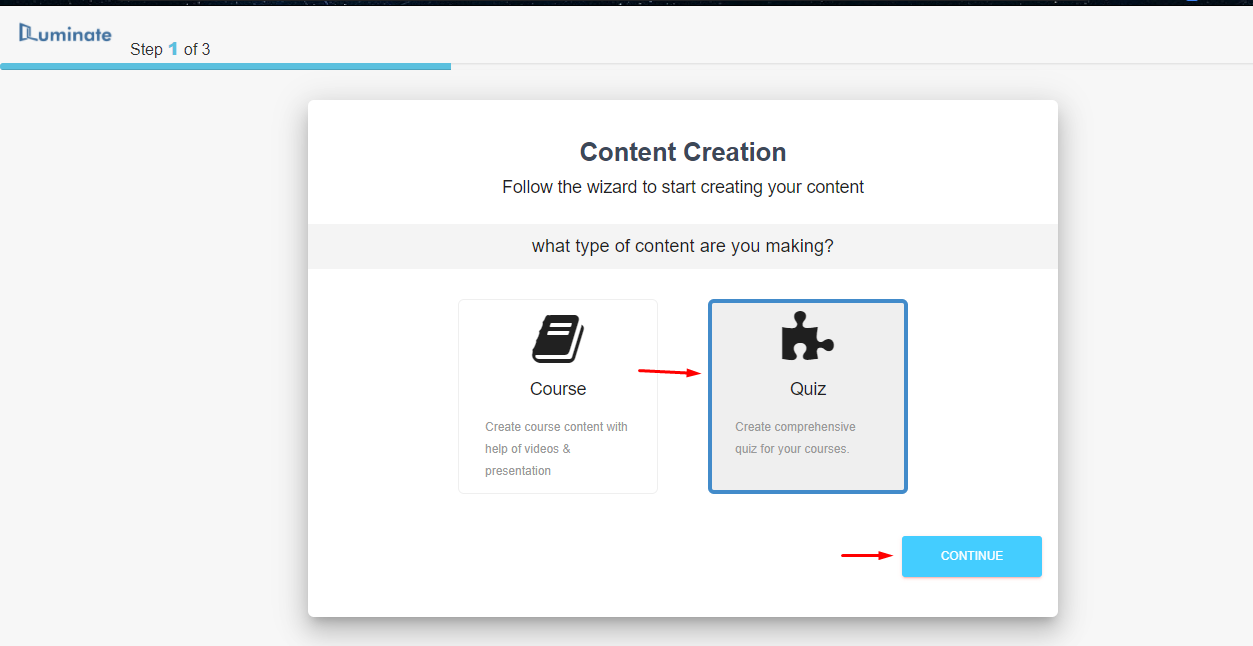 iLuminate
Step 1 of 3
Content Creation
Follow the wizard to start creating your content
what type of content are you making?
Course
Create course content with
help of videos &
presentation
Quiz
Create comprehensive
quiz for your courses.
CONTINUE